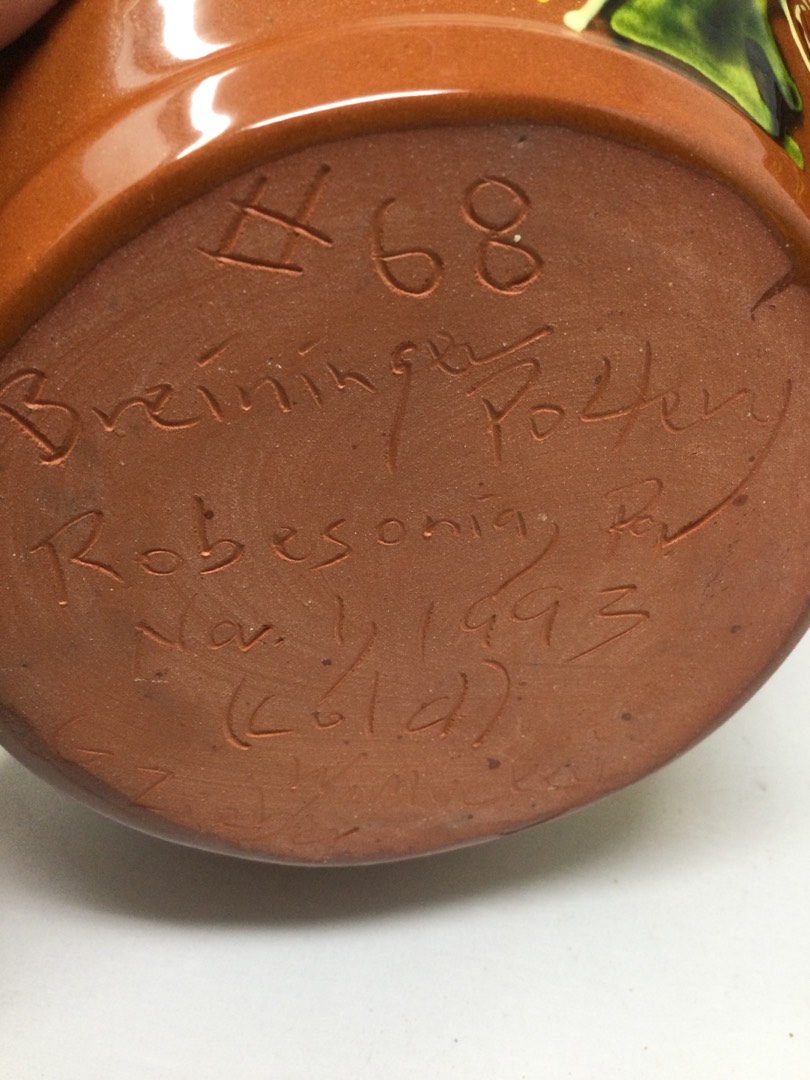 #68
Breininger Pottery
Robesonia, Pa
Nov. 1, 1993
(Cold)